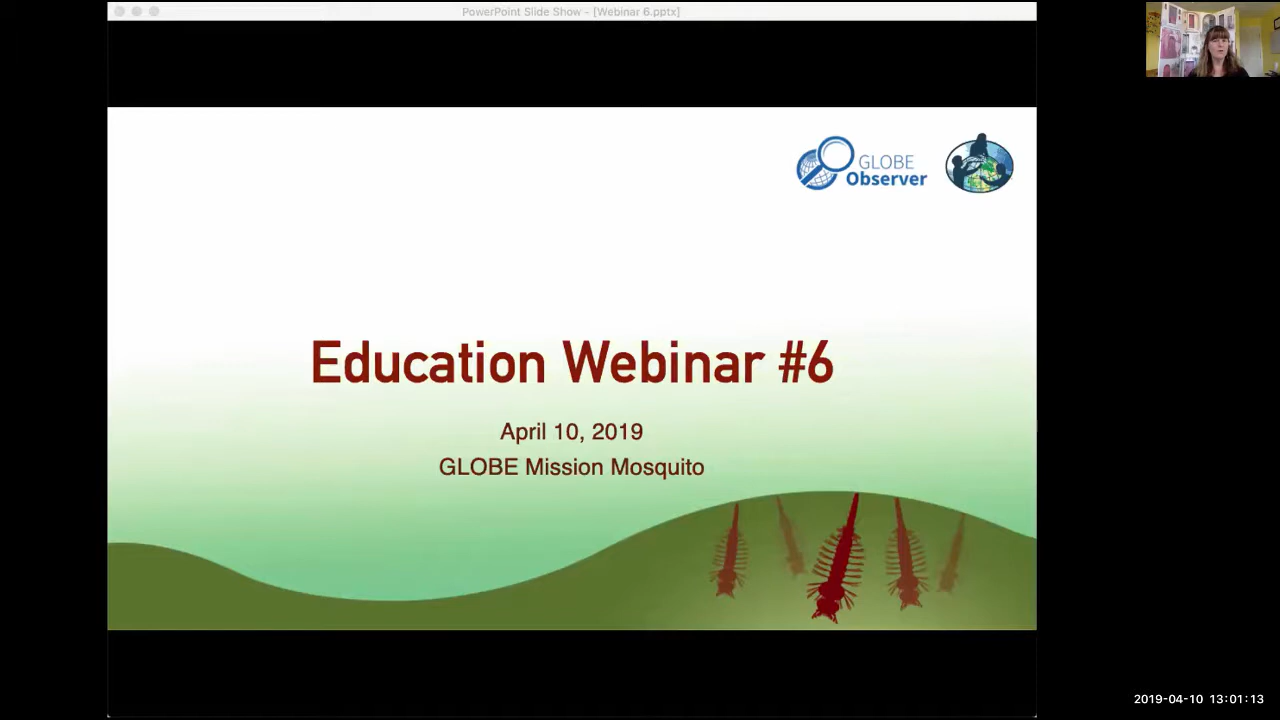 PowerPoint Slide Show - [Webinar 6.pptx]
GLOBE
Observer
Education Webinar #6
April 10, 2019
GLOBE Mission Mosquito
2019-04-10 13:01:13